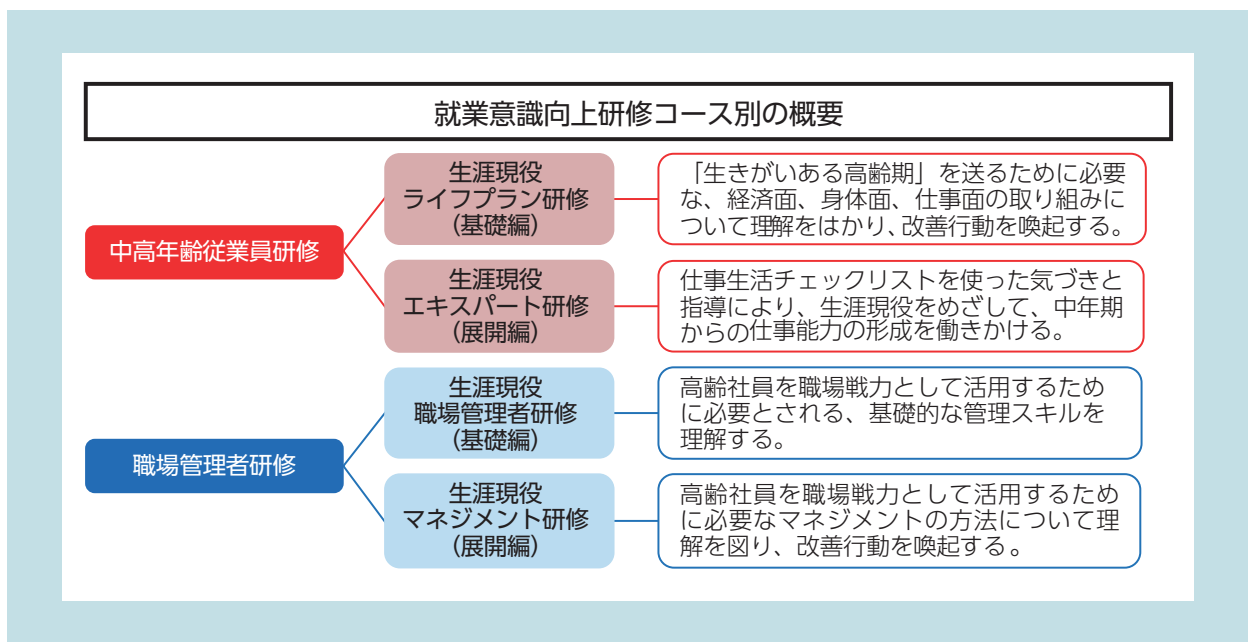 就業意識向上研修コース別の概要
中高年齢従業員研修
生涯現役
ライフプラン研修
(基礎編)
「生きがいある高齢期」を送るために必要
な、経済面、身体面、仕事面の取り組みに
ついて理解をはかり、改善行動を喚起する。
生涯現役
エキスパート研修
(展開編)
仕事生活チェックリストを使った気づきと
指導により、生涯現役をめざして、中年期
からの仕事能力の形成を働きかける。
職場管理者研修
生涯現役
職場管理者研修
(基礎編)
高齢社員を職場戦力として活用するため
に必要とされる、基礎的な管理スキルを
理解する。
生涯現役
マネジメント研修
(展開編)
高齢社員を職場戦力として活用するため
に必要なマネジメントの方法について理
解を図り、改善行動を喚起する。